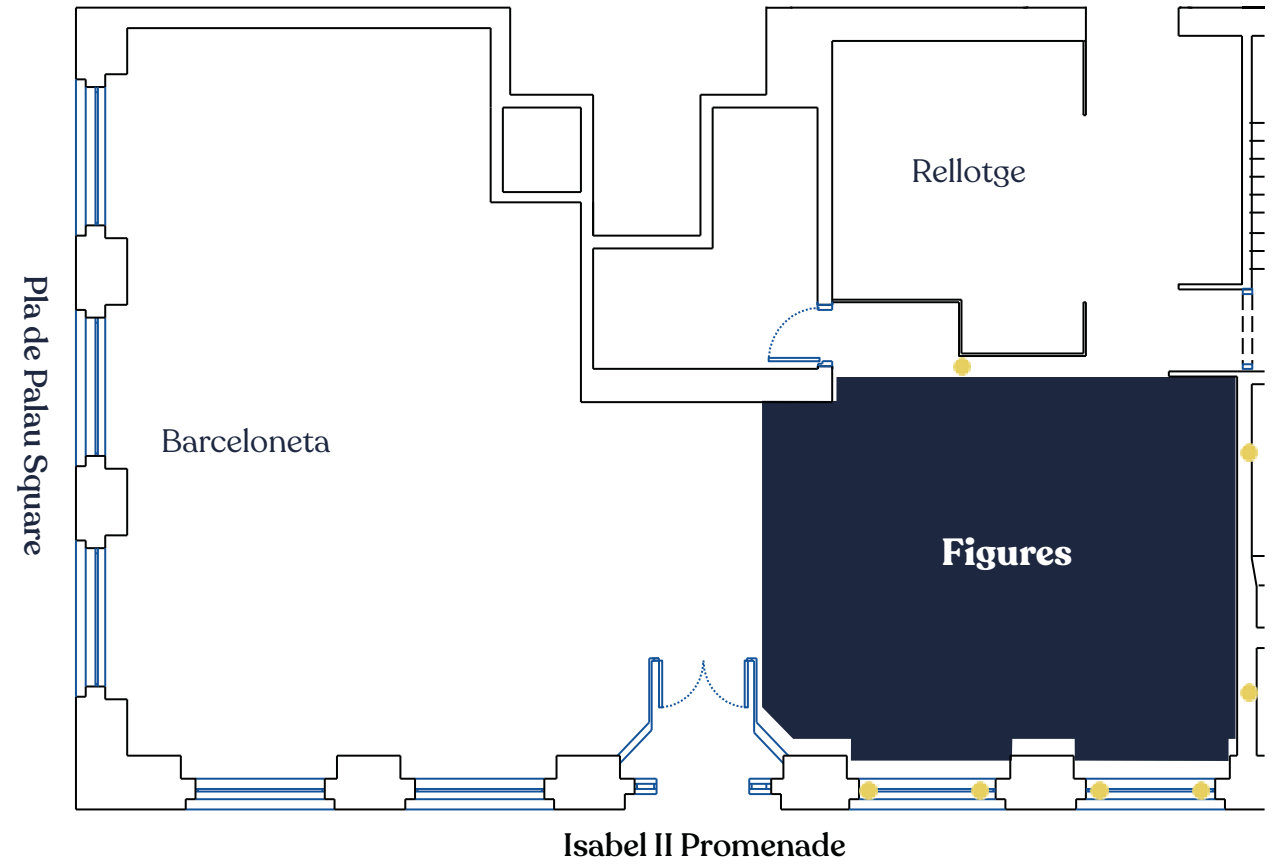 Rellotge
Pla de Palau Square
Barceloneta
Figures
Isabel II Promenade